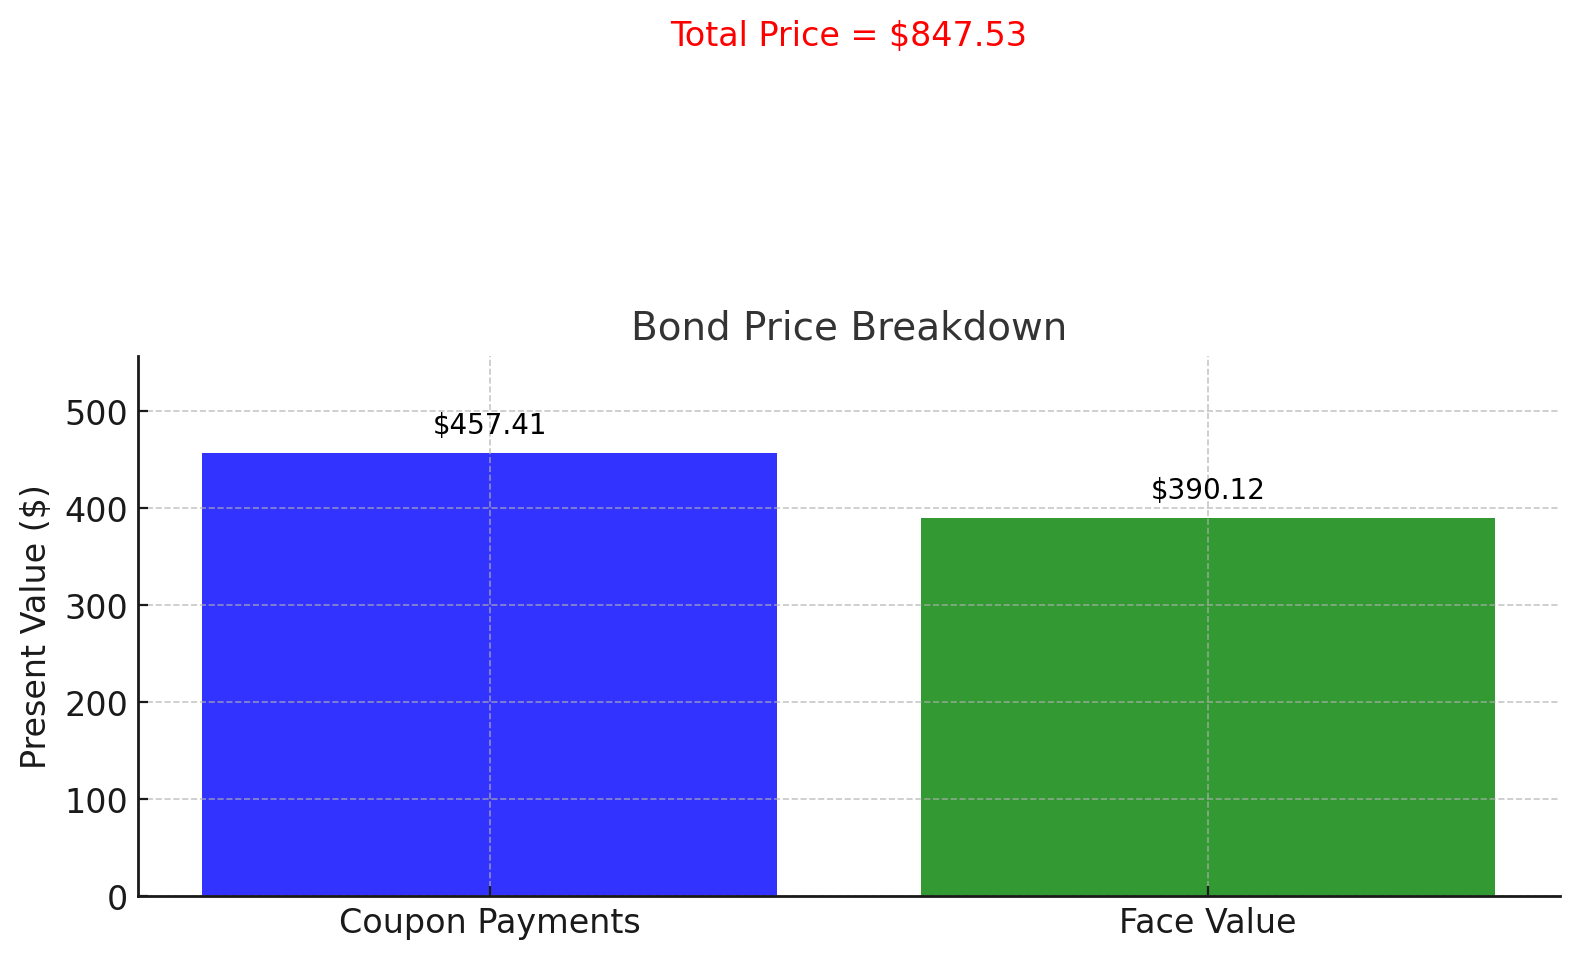 Total Price = $847.53
Bond Price Breakdown
Present Value ($)
500
400
300
200
100
0
$457.41
$390.12
Coupon Payments
Face Value